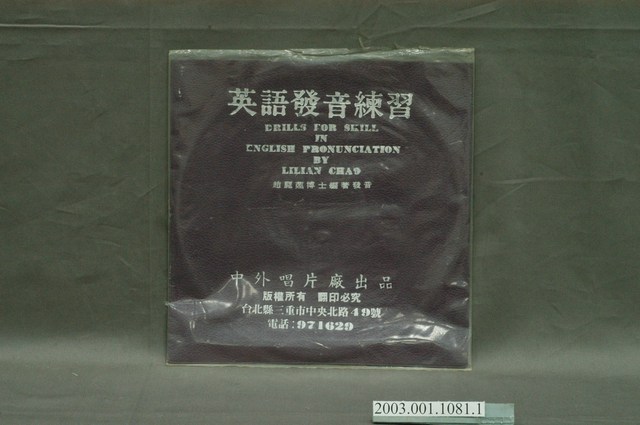 英語發音練習
DRILLS FOR SKILL
IN
ENGLISH PRONUNCIATION
BY
LILIAN CHAO
趙麗蓮博士編著發音
中外唱片廠出品
版權所有 翻印必究
台北縣三重市中央北路49號
電話:971629
2003.001.1081.1